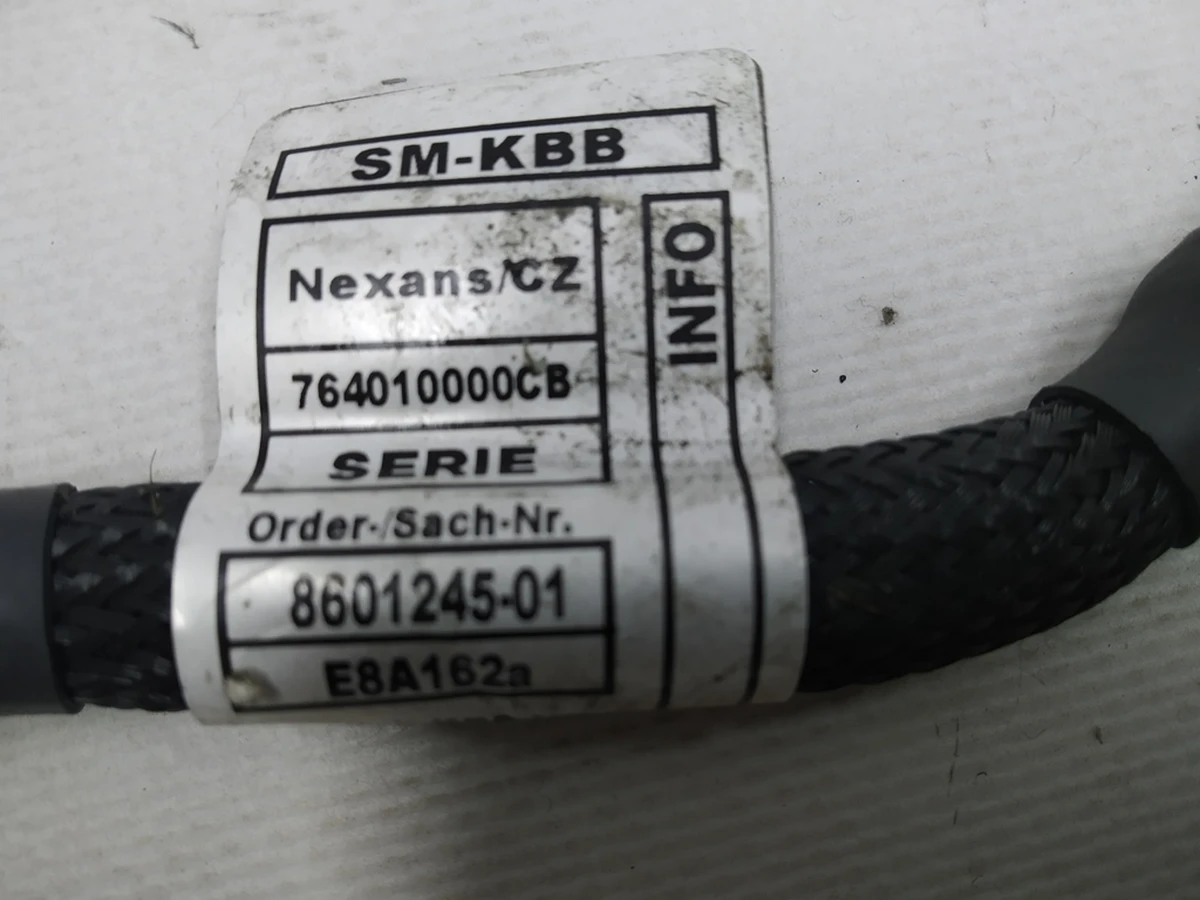 SM-KBB
Nexans/CZ
764010000CB
SERIE
INFO
Order-/Sach-Nr.
8601245-01
E8A162a